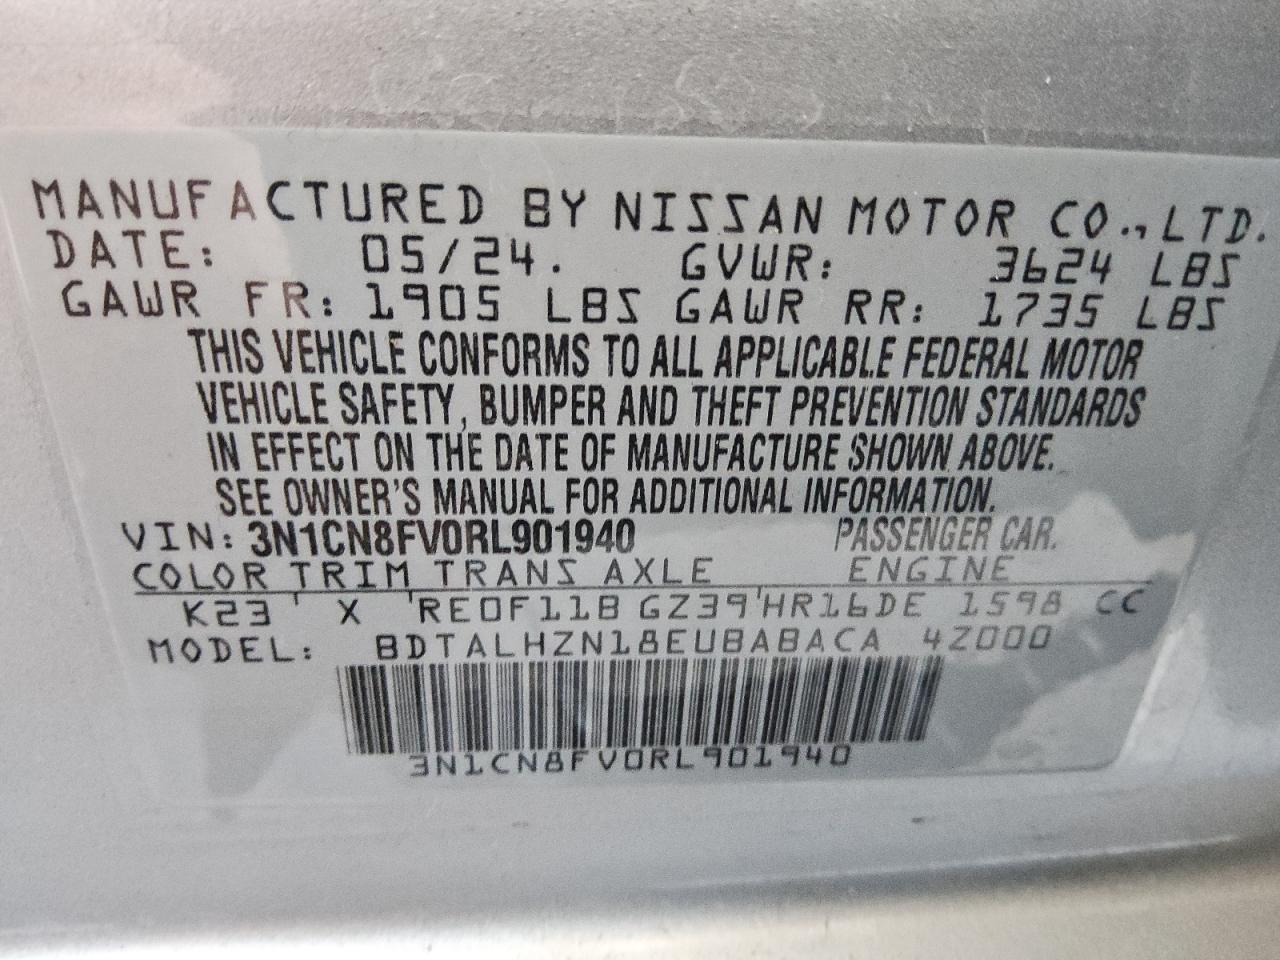 MANUFACTURED BY NISSAN MOTOR CO., LTD.
DATE: 05/24. GVWR: 3624 LBS
GAWR FR: 1905 LBS GAWR RR: 1735 LBS
THIS VEHICLE CONFORMS TO ALL APPLICABLE FEDERAL MOTOR
VEHICLE SAFETY, BUMPER AND THEFT PREVENTION STANDARDS
IN EFFECT ON THE DATE OF MANUFACTURE SHOWN ABOVE.
SEE OWNER'S MANUAL FOR ADDITIONAL INFORMATION.
VIN: 3N1CN8FV0RL901940 PASSENGER CAR.
COLOR TRIM TRANS AXLE ENGINE
K23 ' X 'RE0F11B GZ39'HR16DE 1598 CC
MODEL: BDTALHZN18EUBABACA 4Z000
3N1CN8FV0RL901940